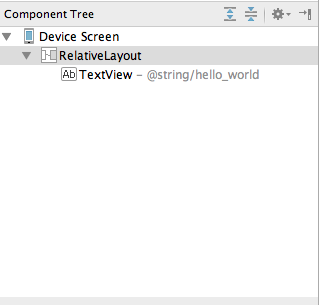 Component Tree
Device Screen
RelativeLayout
Ab TextView – @string/hello_world